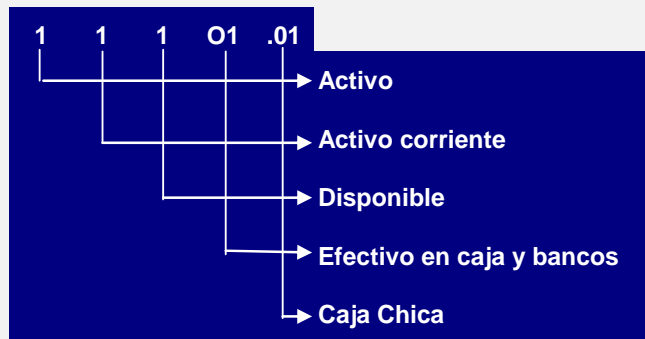 1 1 1 O1 .01
Activo
Activo corriente
Disponible
Efectivo en caja y bancos
Caja Chica